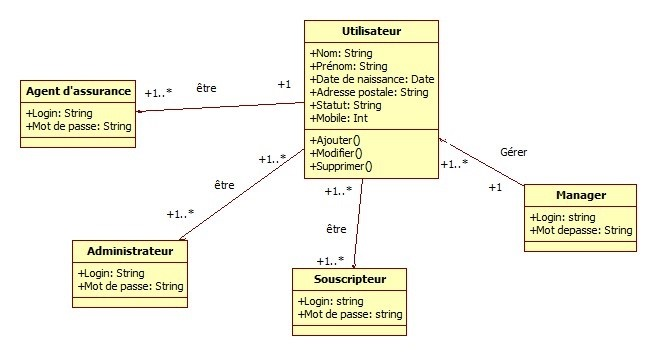 Utilisateur
+Nom: String
+Prénom: String
+Date de naissance: Date
+Adresse postale: String
+Statut: String
+Mobile: Int
+Ajouter()
+Modifier()
+Supprimer()
Agent d'assurance
+Login: String
+Mot de passe: String
+1..*
être
+1
+1..*
être
+1..*
Administrateur
+Login: String
+Mot de passe: String
+1..*
être
+1..*
Souscripteur
+Login: string
+Mot de passe: string
Gérer
+1..*
+1
Manager
+Login: string
+Mot depasse: String